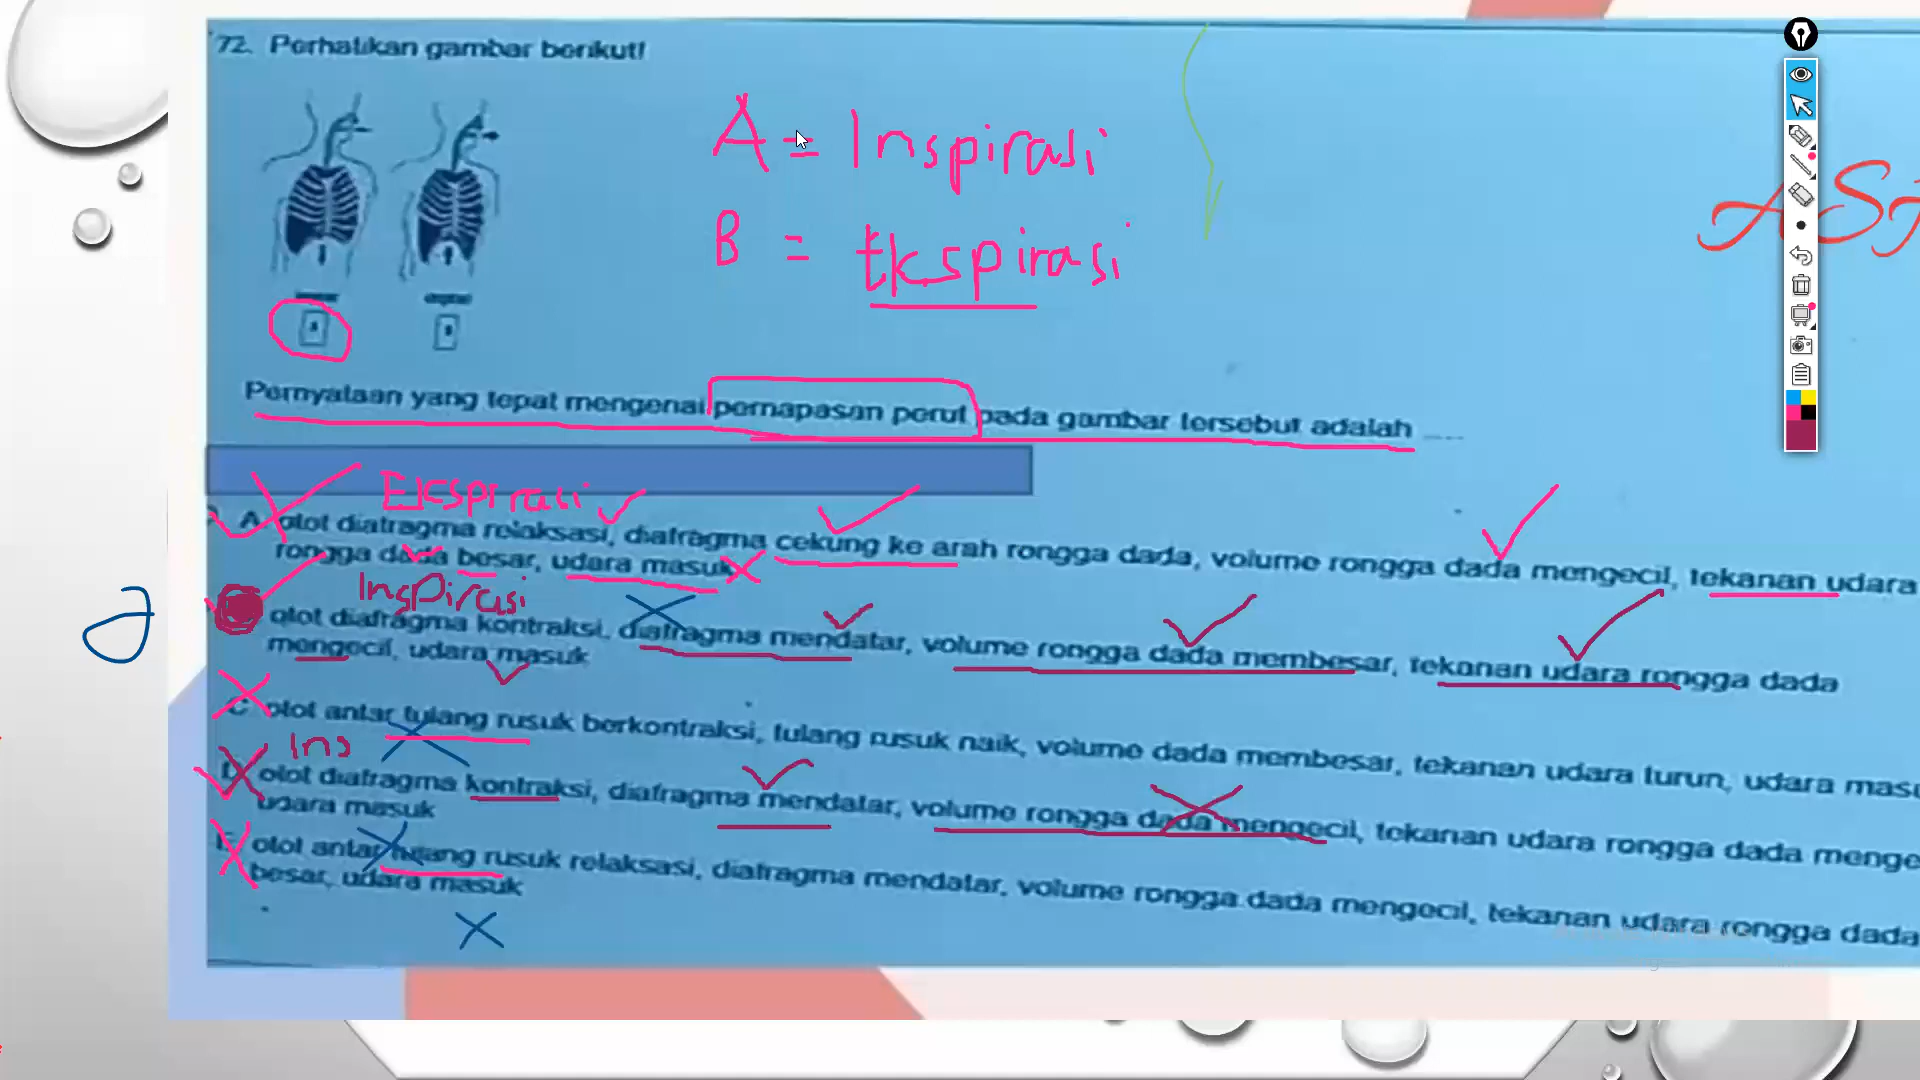 72. Perhatikan gambar berikut!
A = Inspirasi
B = Ekspirasi
Pernyataan yang tepat mengenai pernapasan perut pada gambar tersebut adalah ....
Ekspirasi
A. otot diafragma relaksasi, diafragma cekung ke arah rongga dada, volume rongga dada mengecil, tekanan udara
rongga dada besar, udara masuk
Inspirasi
otot diafragma kontraksi, diafragma mendatar, volume rongga dada membesar, tekanan udara rongga dada
mengecil, udara masuk
C. otot antar tulang rusuk berkontraksi, tulang rusuk naik, volume dada membesar, tekanan udara turun, udara masu
Ins
D. otot diafragma kontraksi, diafragma mendatar, volume rongga dada mengecil, tekanan udara rongga dada menge
udara masuk
E. otot antar tulang rusuk relaksasi, diafragma mendatar, volume rongga dada mengecil, tekanan udara rongga dada
besar, udara masuk